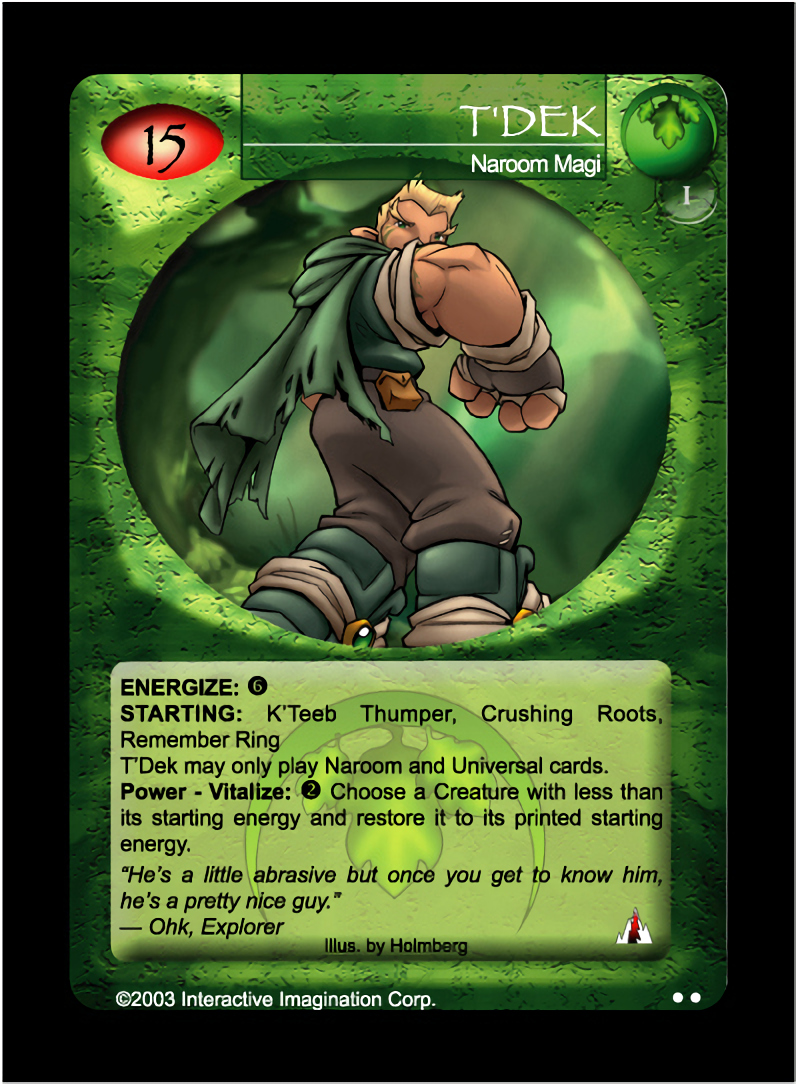 15
T'DEK
Naroom Magi
I
ENERGIZE: ❻
STARTING: K'Teeb Thumper, Crushing Roots,
Remember Ring
T'Dek may only play Naroom and Universal cards.
Power - Vitalize: ❷ Choose a Creature with less than
its starting energy and restore it to its printed starting
energy.
“He's a little abrasive but once you get to know him,
he's a pretty nice guy.”
— Ohk, Explorer
Illus. by Holmberg
©2003 Interactive Imagination Corp.